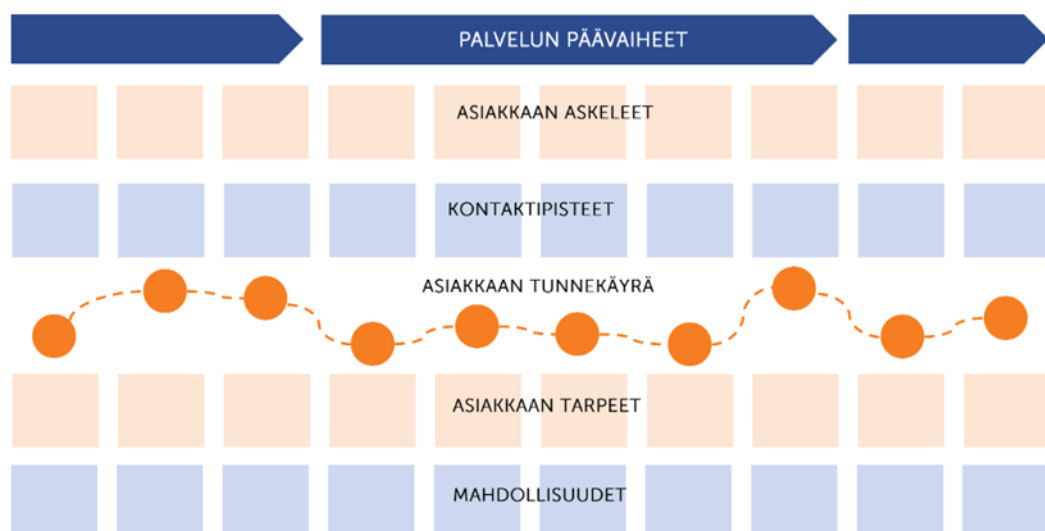 PALVELUN PÄÄVAIHEET
ASIAKKAAN ASKELEET
KONTAKTIPISTEET
ASIAKKAAN TUNNEKÄYRÄ
ASIAKKAAN TARPEET
MAHDOLLISUUDET